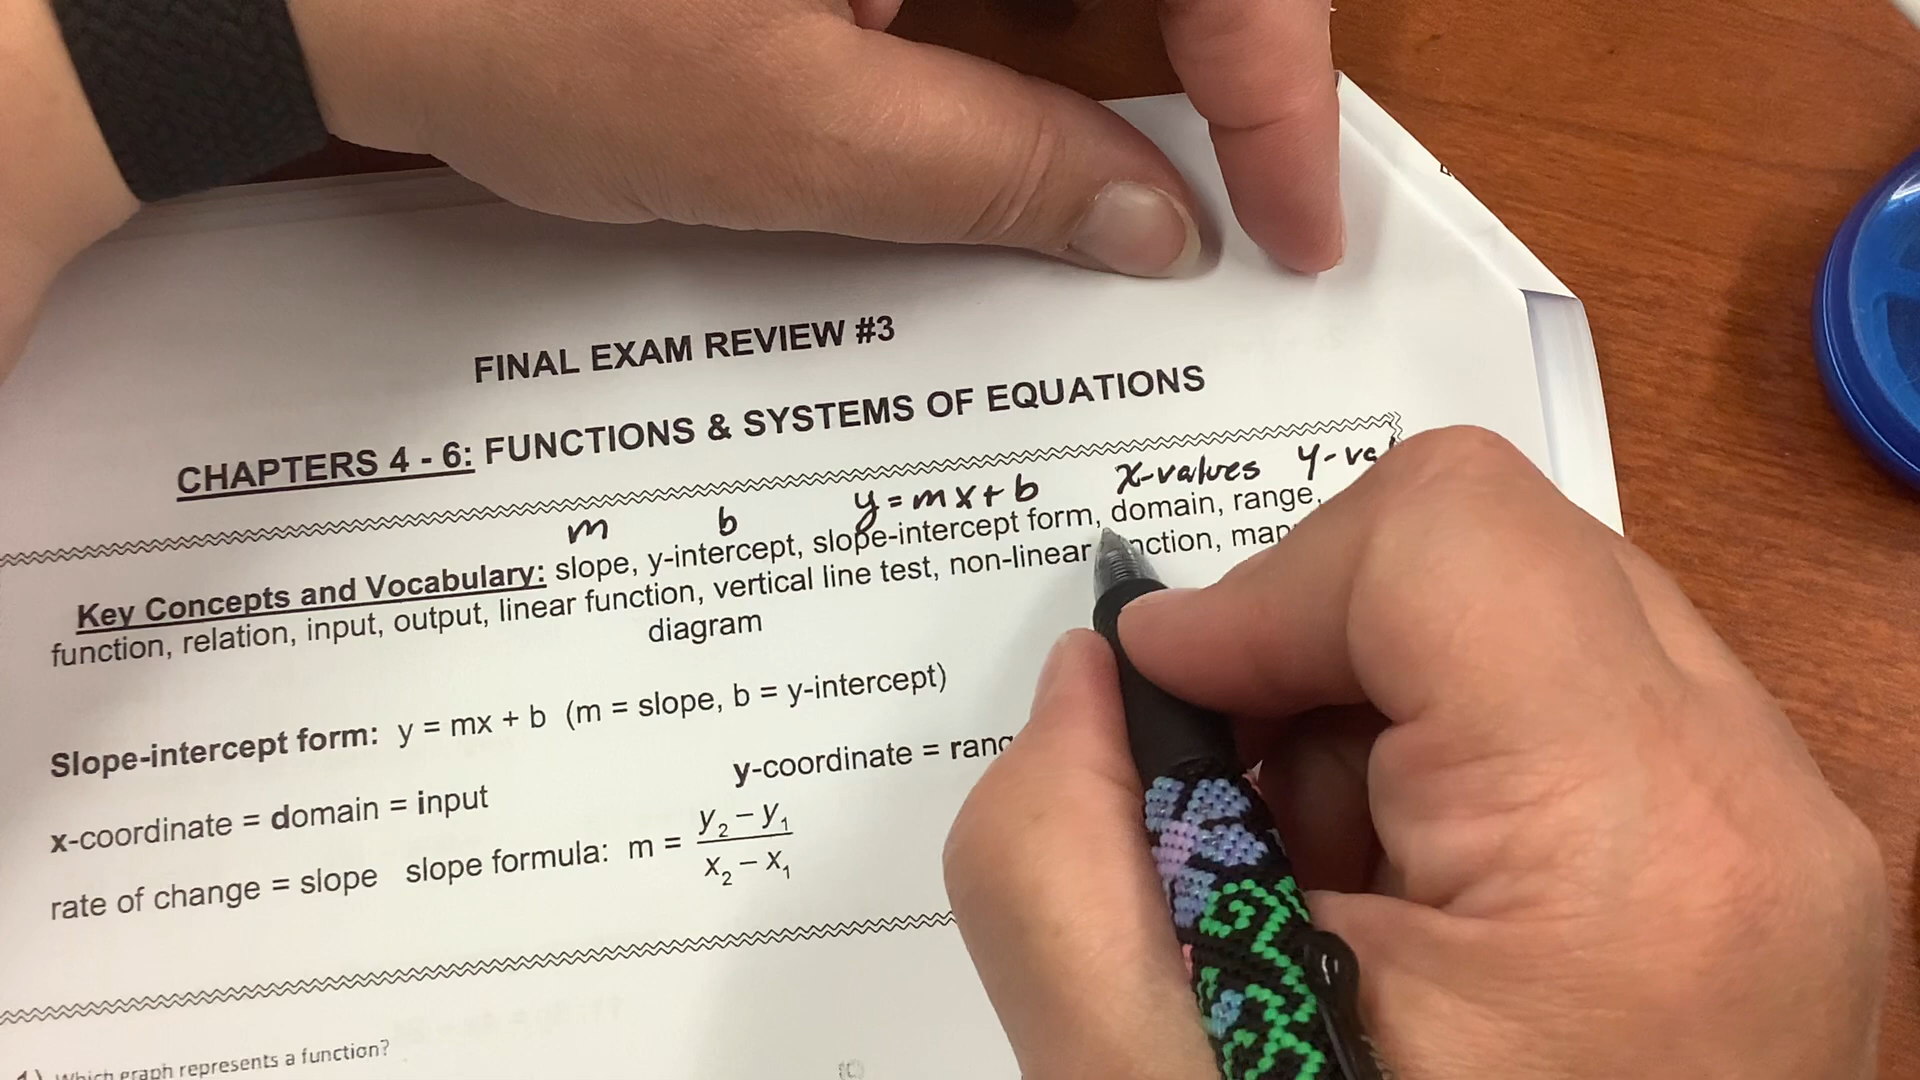 FINAL EXAM REVIEW #3
CHAPTERS 4 - 6: FUNCTIONS & SYSTEMS OF EQUATIONS
m b y = mx + b x-values y-va
Key Concepts and Vocabulary: slope, y-intercept, slope-intercept form, domain, range,
function, relation, input, output, linear function, vertical line test, non-linear
diagram
Slope-intercept form: y = mx + b (m = slope, b = y-intercept)
x-coordinate = domain = input y-coordinate =
rate of change = slope slope formula: m = y₂ – y₁ / x₂ – x₁
1) Which graph represents a function?